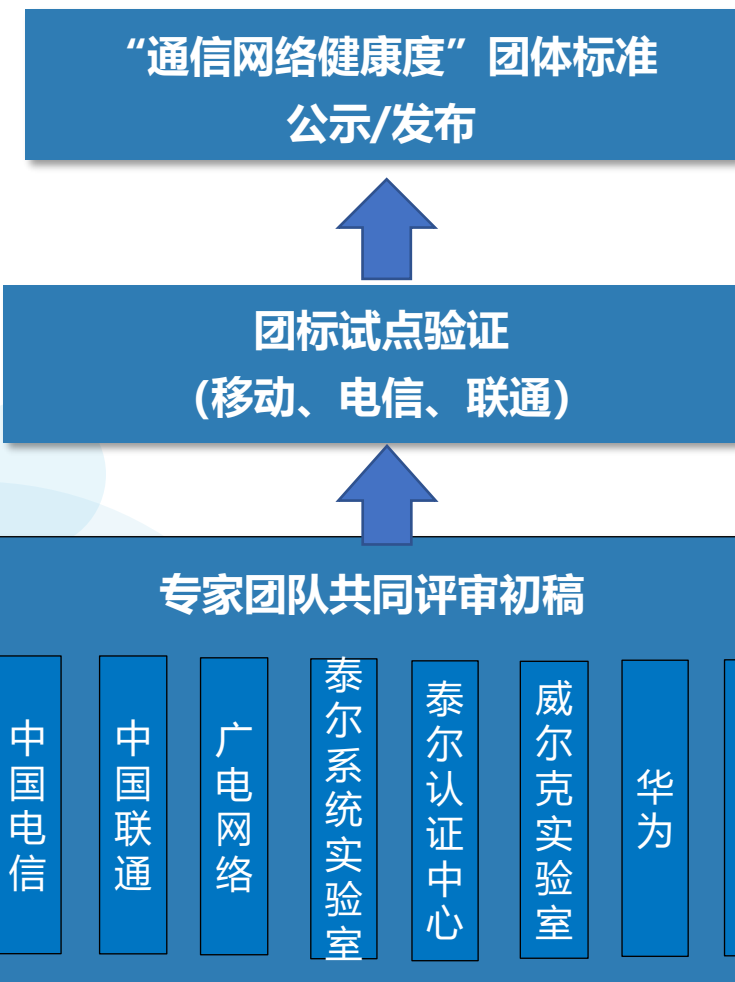 “通信网络健康度”团体标准
公示/发布
团标试点验证
(移动、电信、联通)
专家团队共同评审初稿
中国电信
中国联通
广电网络
泰尔系统实验室
泰尔认证中心
威尔克实验室
华为